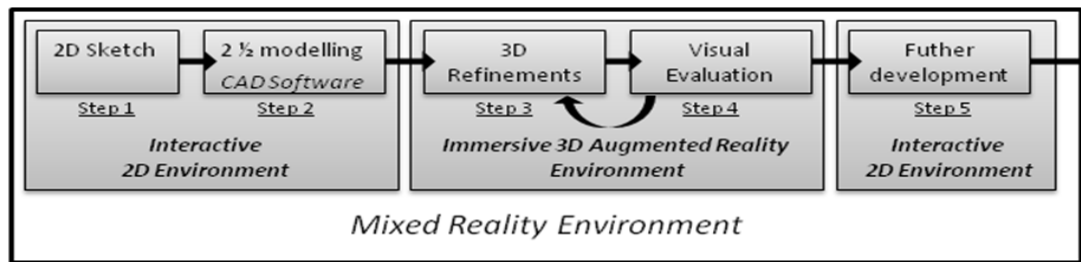 2D Sketch
Step 1
2 ½ modelling
CAD Software
Step 2
Interactive
2D Environment
3D
Refinements
Step 3
Visual
Evaluation
Step 4
Immersive 3D Augmented Reality
Environment
Futher
development
Step 5
Interactive
2D Environment
Mixed Reality Environment